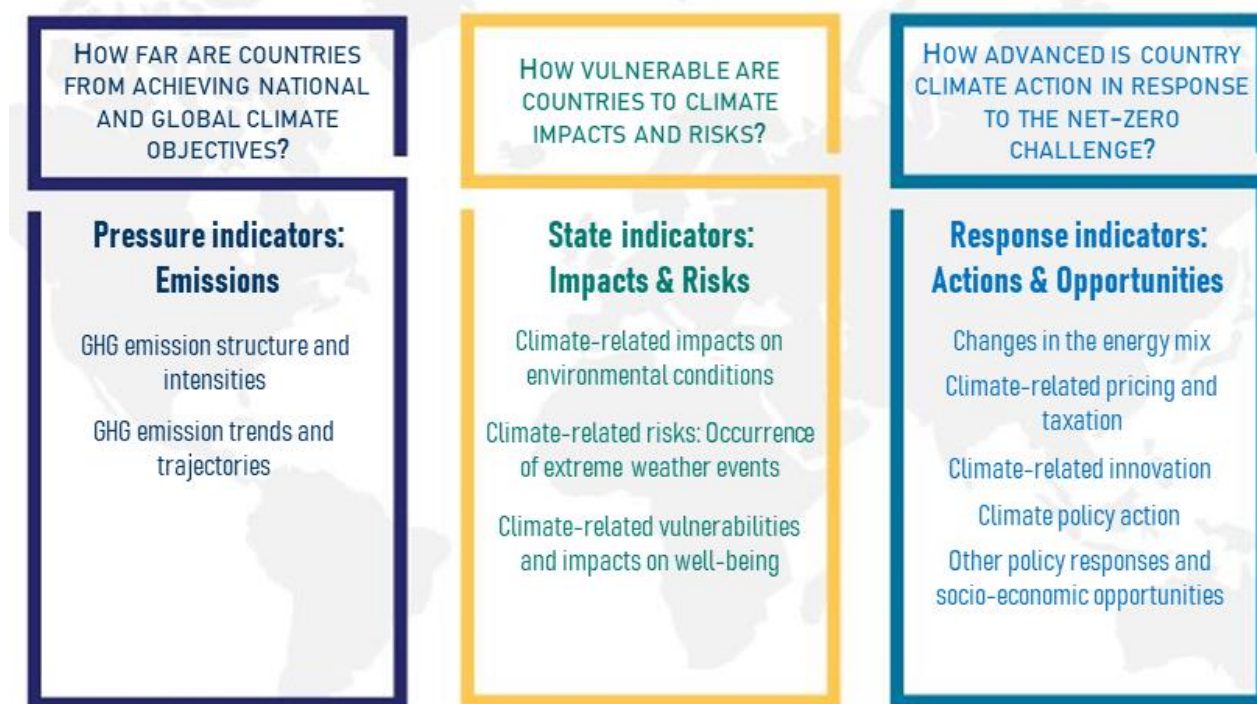 HOW FAR ARE COUNTRIES
FROM ACHIEVING NATIONAL
AND GLOBAL CLIMATE
OBJECTIVES?
Pressure indicators:
Emissions
GHG emission structure and
intensities
GHG emission trends and
trajectories
HOW VULNERABLE ARE
COUNTRIES TO CLIMATE
IMPACTS AND RISKS?
State indicators:
Impacts & Risks
Climate-related impacts on
environmental conditions
Climate-related risks: Occurrence
of extreme weather events
Climate-related vulnerabilities
and impacts on well-being
HOW ADVANCED IS COUNTRY
CLIMATE ACTION IN RESPONSE
TO THE NET-ZERO
CHALLENGE?
Response indicators:
Actions & Opportunities
Changes in the energy mix
Climate-related pricing and
taxation
Climate-related innovation
Climate policy action
Other policy responses and
socio-economic opportunities